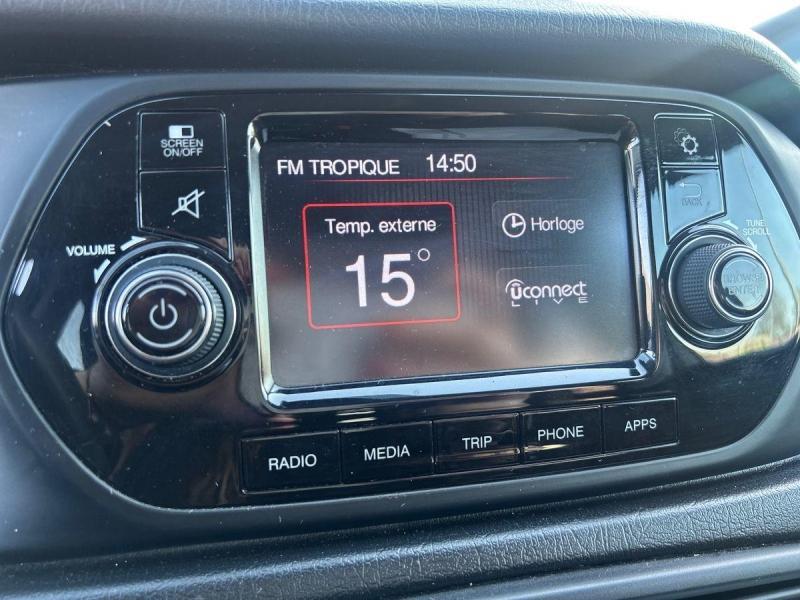 SCREEN
ON/OFF
VOLUME
FM TROPIQUE 14:50
Temp. externe
15°
Horloge
Uconnect
LIVE
BACK
TUNE
SCROLL
BROWSE
ENTER
RADIO
MEDIA
TRIP
PHONE
APPS